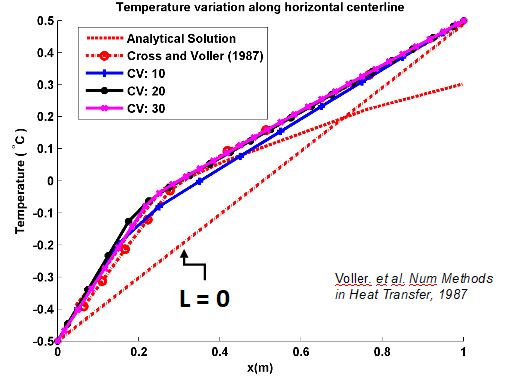 Temperature variation along horizontal centerline
0.5
0.4
0.3
0.2
0.1
0
-0.1
-0.2
-0.3
-0.4
-0.5
Temperature ( °C)
Analytical Solution
Cross and Voller (1987)
CV: 10
CV: 20
CV: 30
L = 0
Voller. et al. Num Methods
in Heat Transfer, 1987
0 0.2 0.4 0.6 0.8 1
x(m)